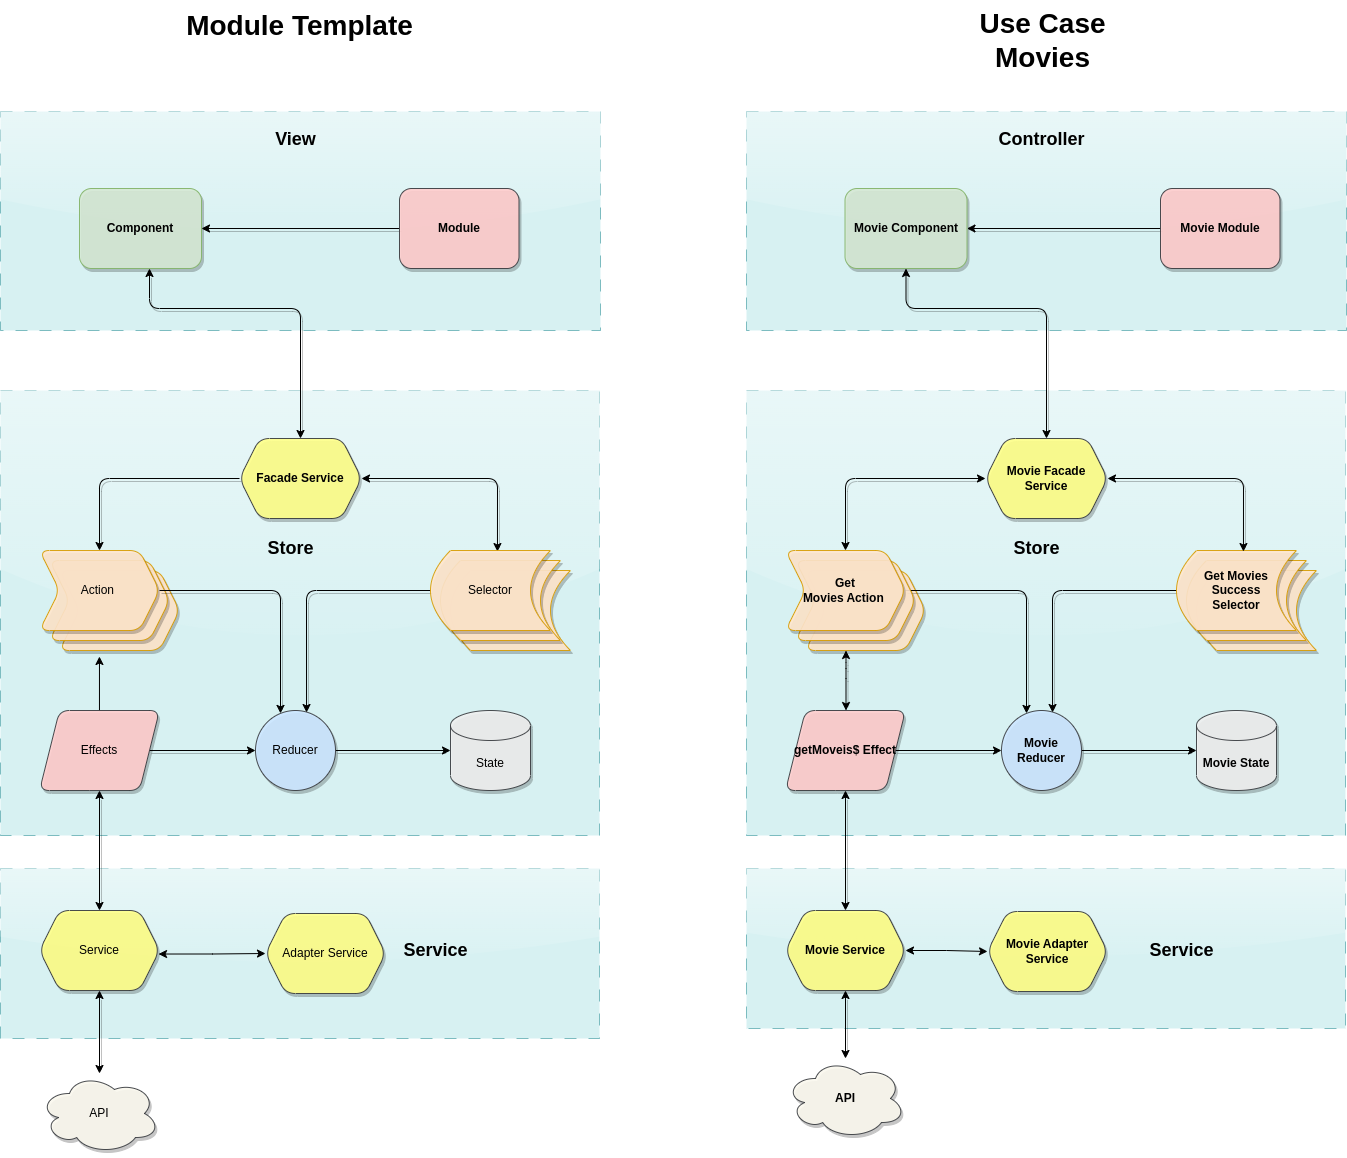 Module Template
View
Component
Module
Facade Service
Store
Action
Selector
Effects
Reducer
State
Service
Adapter Service
Service
API
Use Case
Movies
Controller
Movie Component
Movie Module
Movie Facade
Service
Store
Get
Movies Action
Get Movies
Success
Selector
getMoveis$ Effect
Movie
Reducer
Movie State
Movie Service
Movie Adapter
Service
Service
API